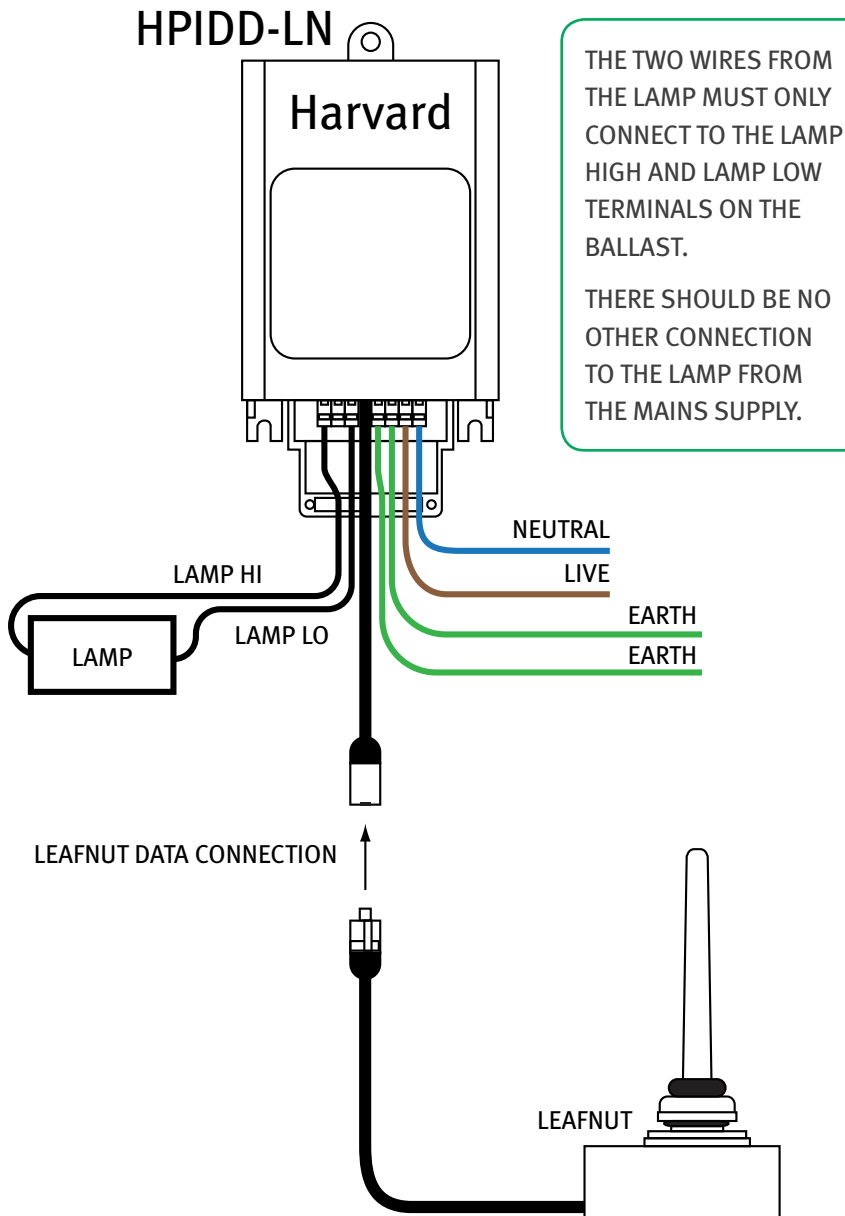 HPIDD-LN
Harvard
THE TWO WIRES FROM
THE LAMP MUST ONLY
CONNECT TO THE LAMP
HIGH AND LAMP LOW
TERMINALS ON THE
BALLAST.
THERE SHOULD BE NO
OTHER CONNECTION
TO THE LAMP FROM
THE MAINS SUPPLY.
NEUTRAL
LAMP HI
LIVE
EARTH
LAMP LO
LAMP
EARTH
LEAFNUT DATA CONNECTION
LEAFNUT